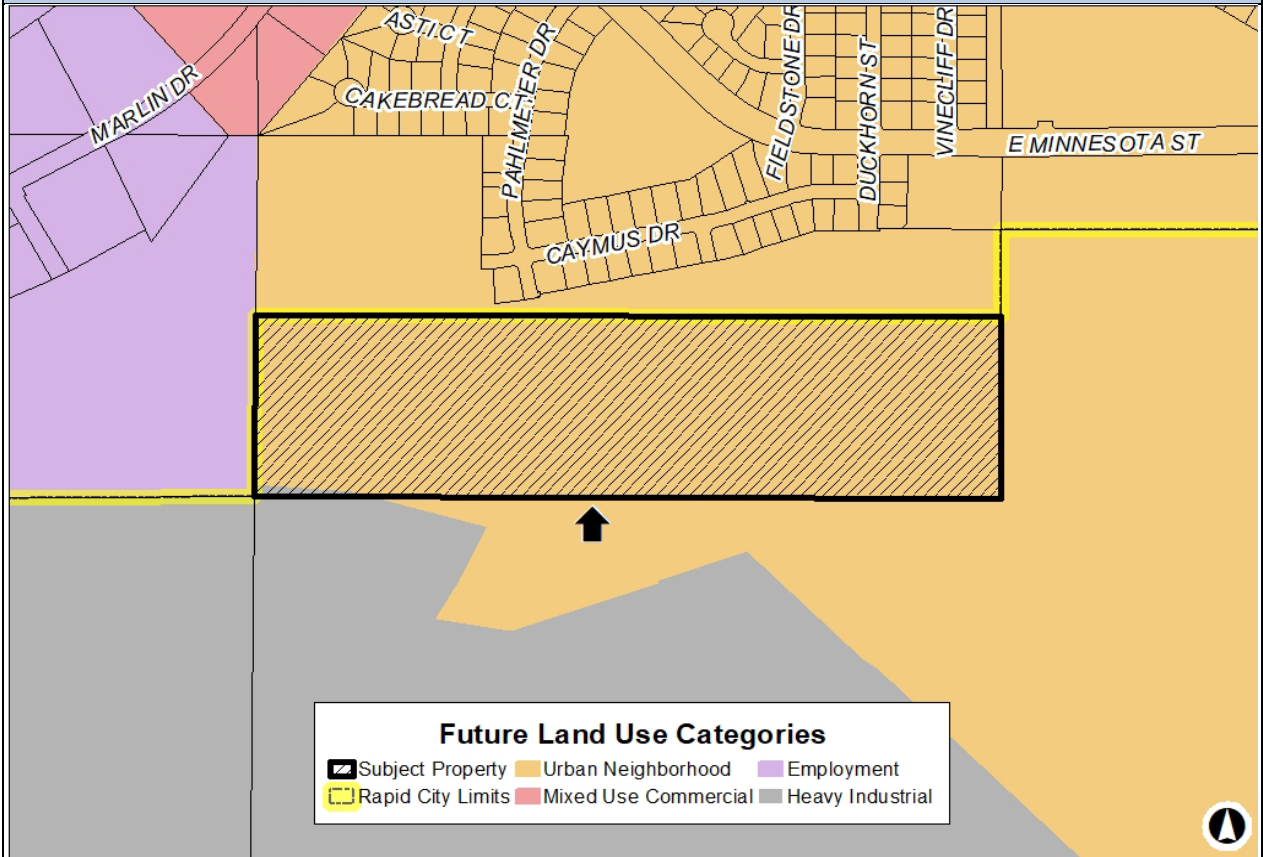 ASTI CT
PAHLMEYER DR
FIELDSTONE DR
DUCKHORN ST
VINECLIFF DR
MARLIN DR
CAKEBREAD CT
E MINNESOTA ST
CAYMUS DR
Future Land Use Categories
Subject Property Urban Neighborhood Employment
Rapid City Limits Mixed Use Commercial Heavy Industrial